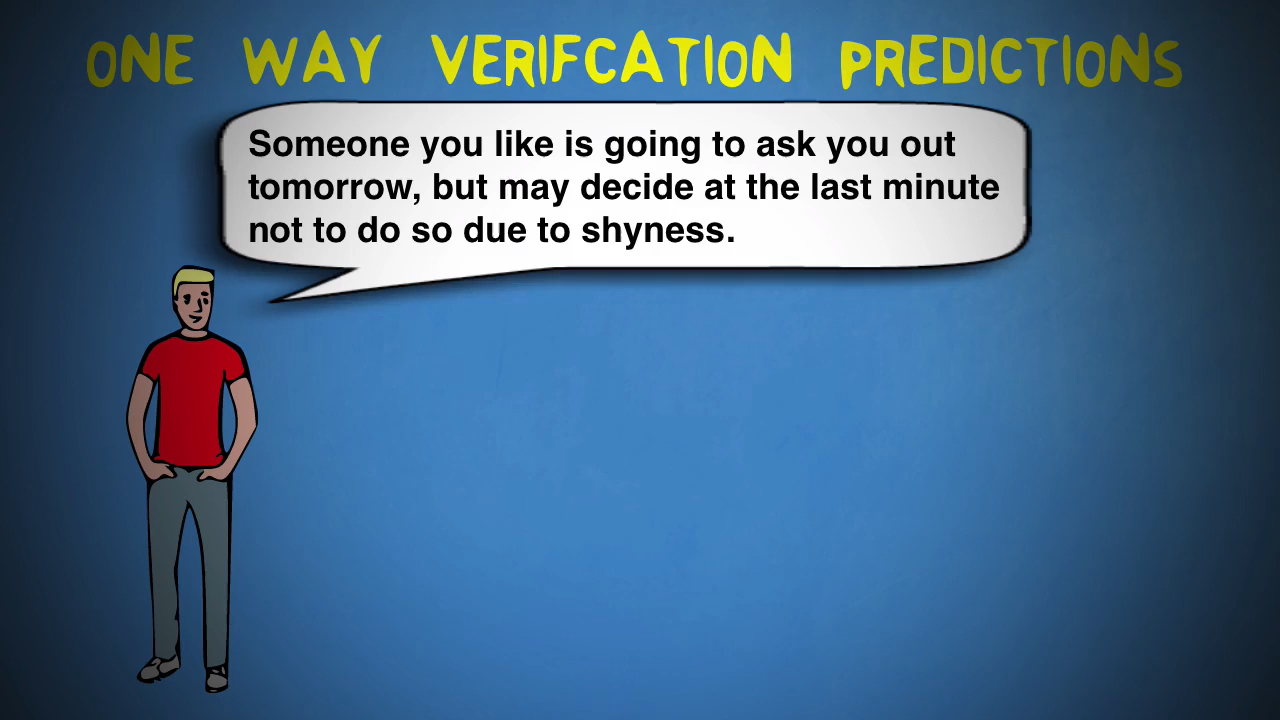 ONE WAY VERIFCATION PREDICTIONS
Someone you like is going to ask you out
tomorrow, but may decide at the last minute
not to do so due to shyness.